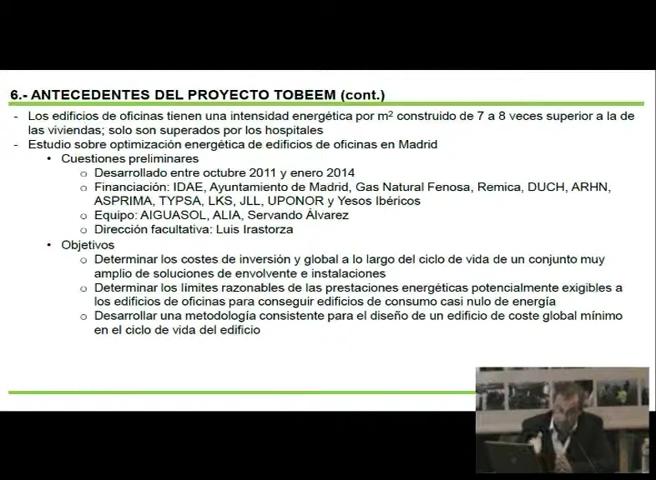 6.- ANTECEDENTES DEL PROYECTO TOBEEM (cont.)
- Los edificios de oficinas tienen una intensidad energética por m² construido de 7 a 8 veces superior a la de
las viviendas; solo son superados por los hospitales
- Estudio sobre optimización energética de edificios de oficinas en Madrid
• Cuestiones preliminares
o Desarrollado entre octubre 2011 y enero 2014
o Financiación: IDAE, Ayuntamiento de Madrid, Gas Natural Fenosa, Remica, DUCH, ARHN,
ASPRIMA, TYPSA, LKS, JLL, UPONOR y Yesos Ibéricos
o Equipo: AIGUASOL, ALIA, Servando Álvarez
o Dirección facultativa: Luis Irastorza
• Objetivos
o Determinar los costes de inversión y global a lo largo del ciclo de vida de un conjunto muy
amplio de soluciones de envolvente e instalaciones
o Determinar los límites razonables de las prestaciones energéticas potencialmente exigibles a
los edificios de oficinas para conseguir edificios de consumo casi nulo de energía
o Desarrollar una metodología consistente para el diseño de un edificio de coste global mínimo
en el ciclo de vida del edificio